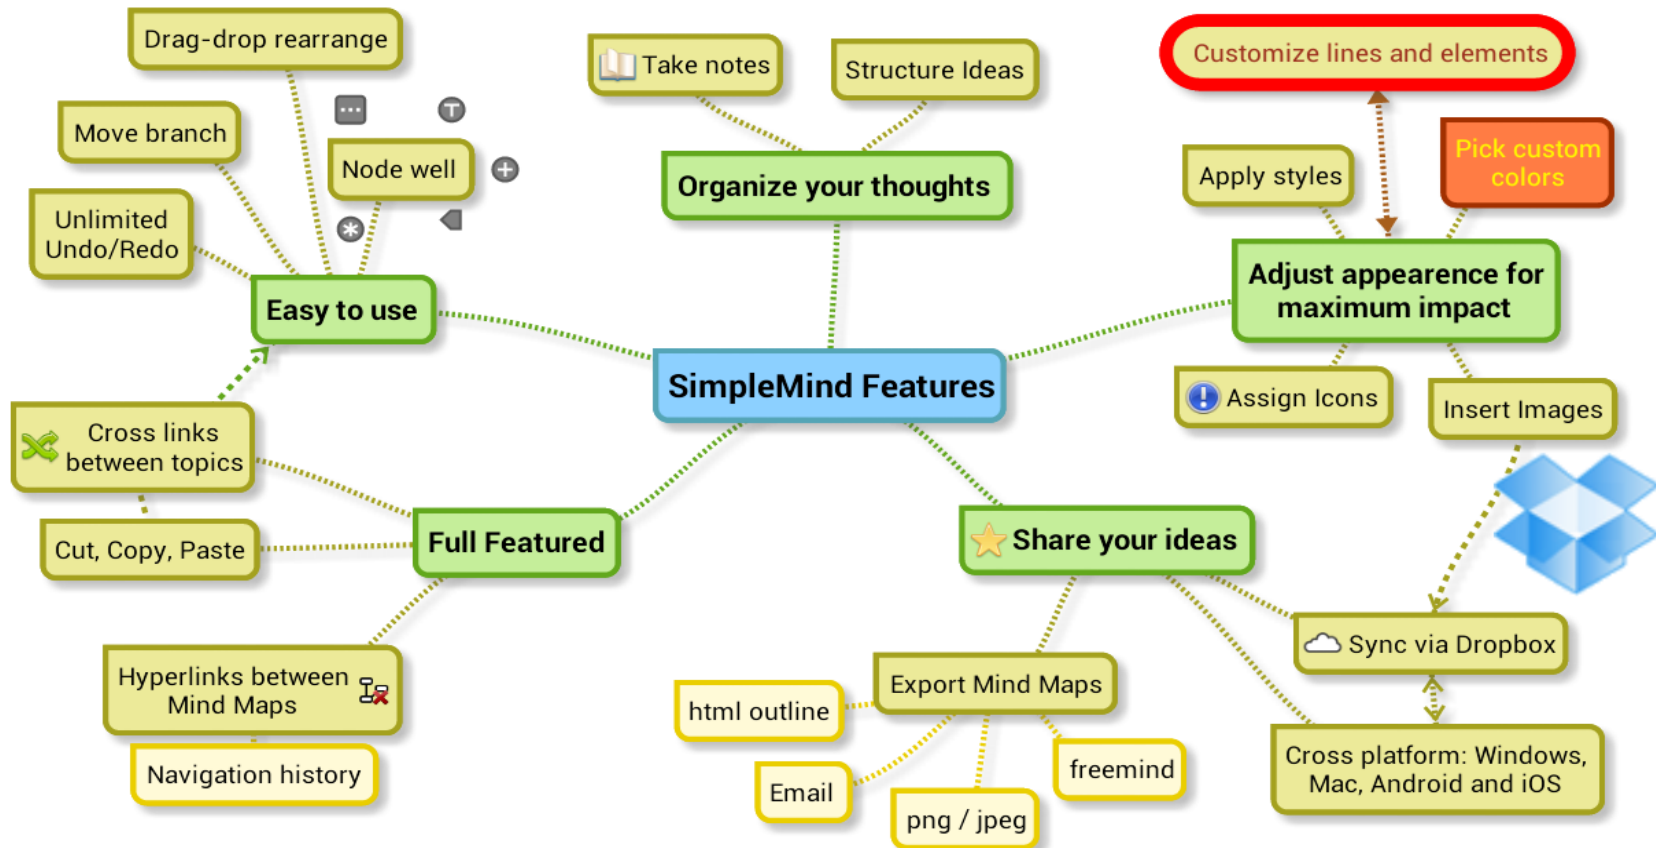 Drag-drop rearrange
Move branch
Node well
Unlimited
Undo/Redo
Easy to use
Take notes
Structure Ideas
Organize your thoughts
Customize lines and elements
Apply styles
Pick custom
colors
Adjust appearence for
maximum impact
Assign Icons
Insert Images
SimpleMind Features
Cross links
between topics
Cut, Copy, Paste
Full Featured
Hyperlinks between
Mind Maps
Navigation history
Share your ideas
Export Mind Maps
html outline
Email
png / jpeg
freemind
Sync via Dropbox
Cross platform: Windows,
Mac, Android and iOS